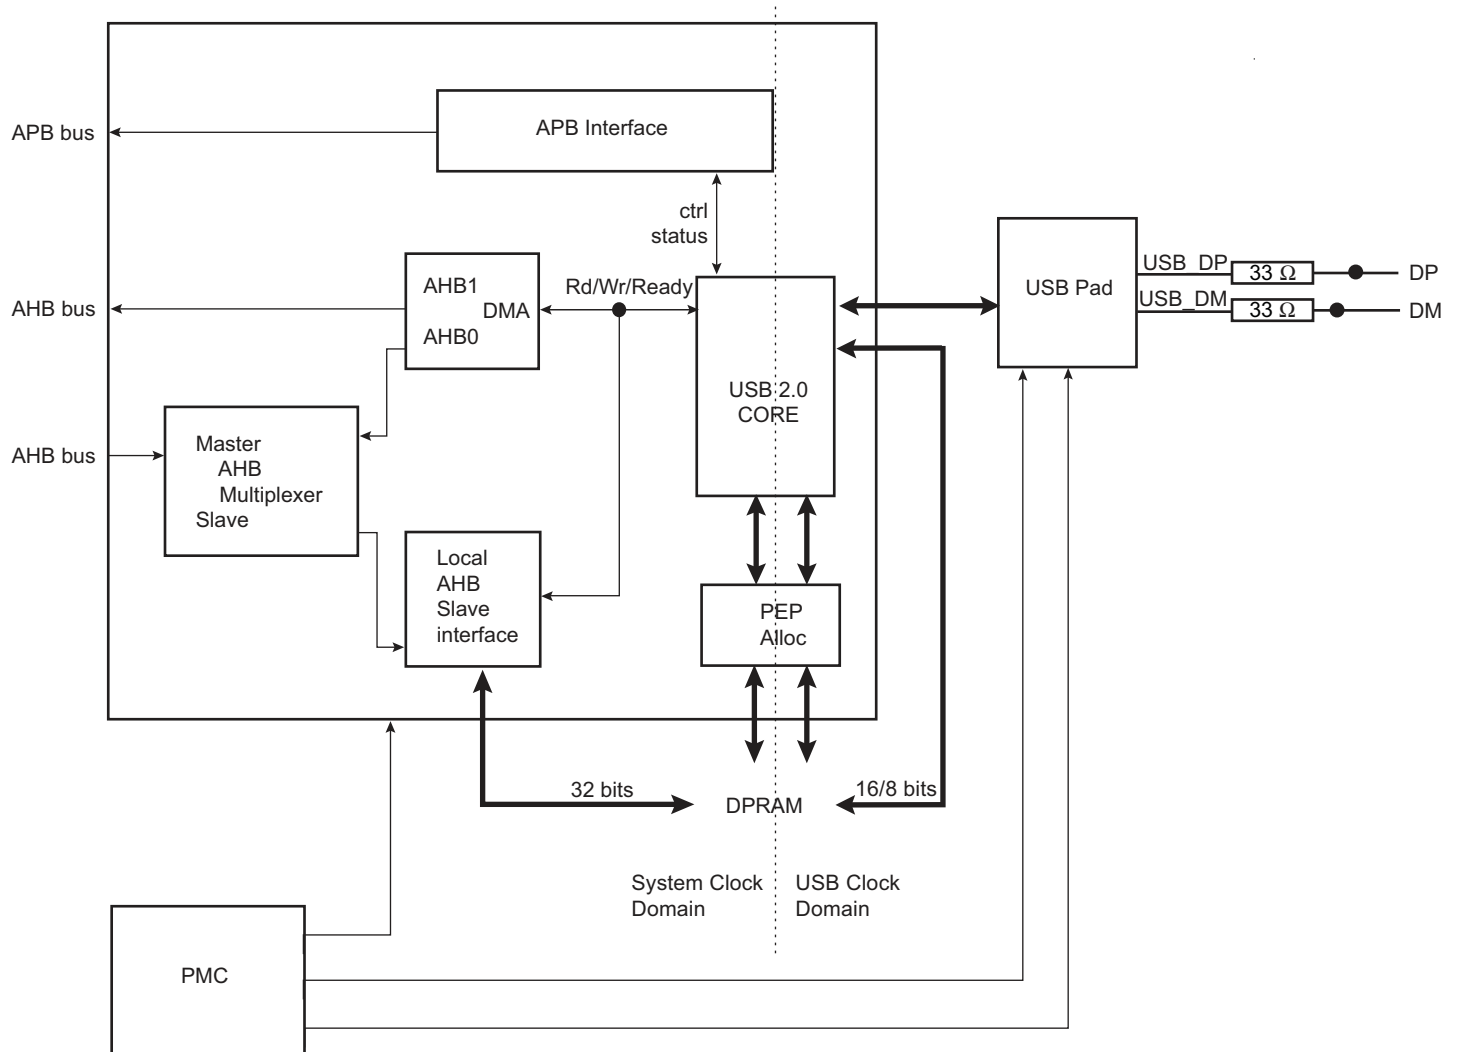 APB bus
APB Interface
ctrl
status
AHB bus
AHB1
DMA
AHB0
Rd/Wr/Ready
USB 2.0
CORE
USB Pad
USB_DP
33 Ω
DP
USB_DM
33 Ω
DM
AHB bus
Master
AHB
Multiplexer
Slave
Local
AHB
Slave
interface
PEP
Alloc
32 bits
DPRAM
16/8 bits
System Clock
Domain
USB Clock
Domain
PMC